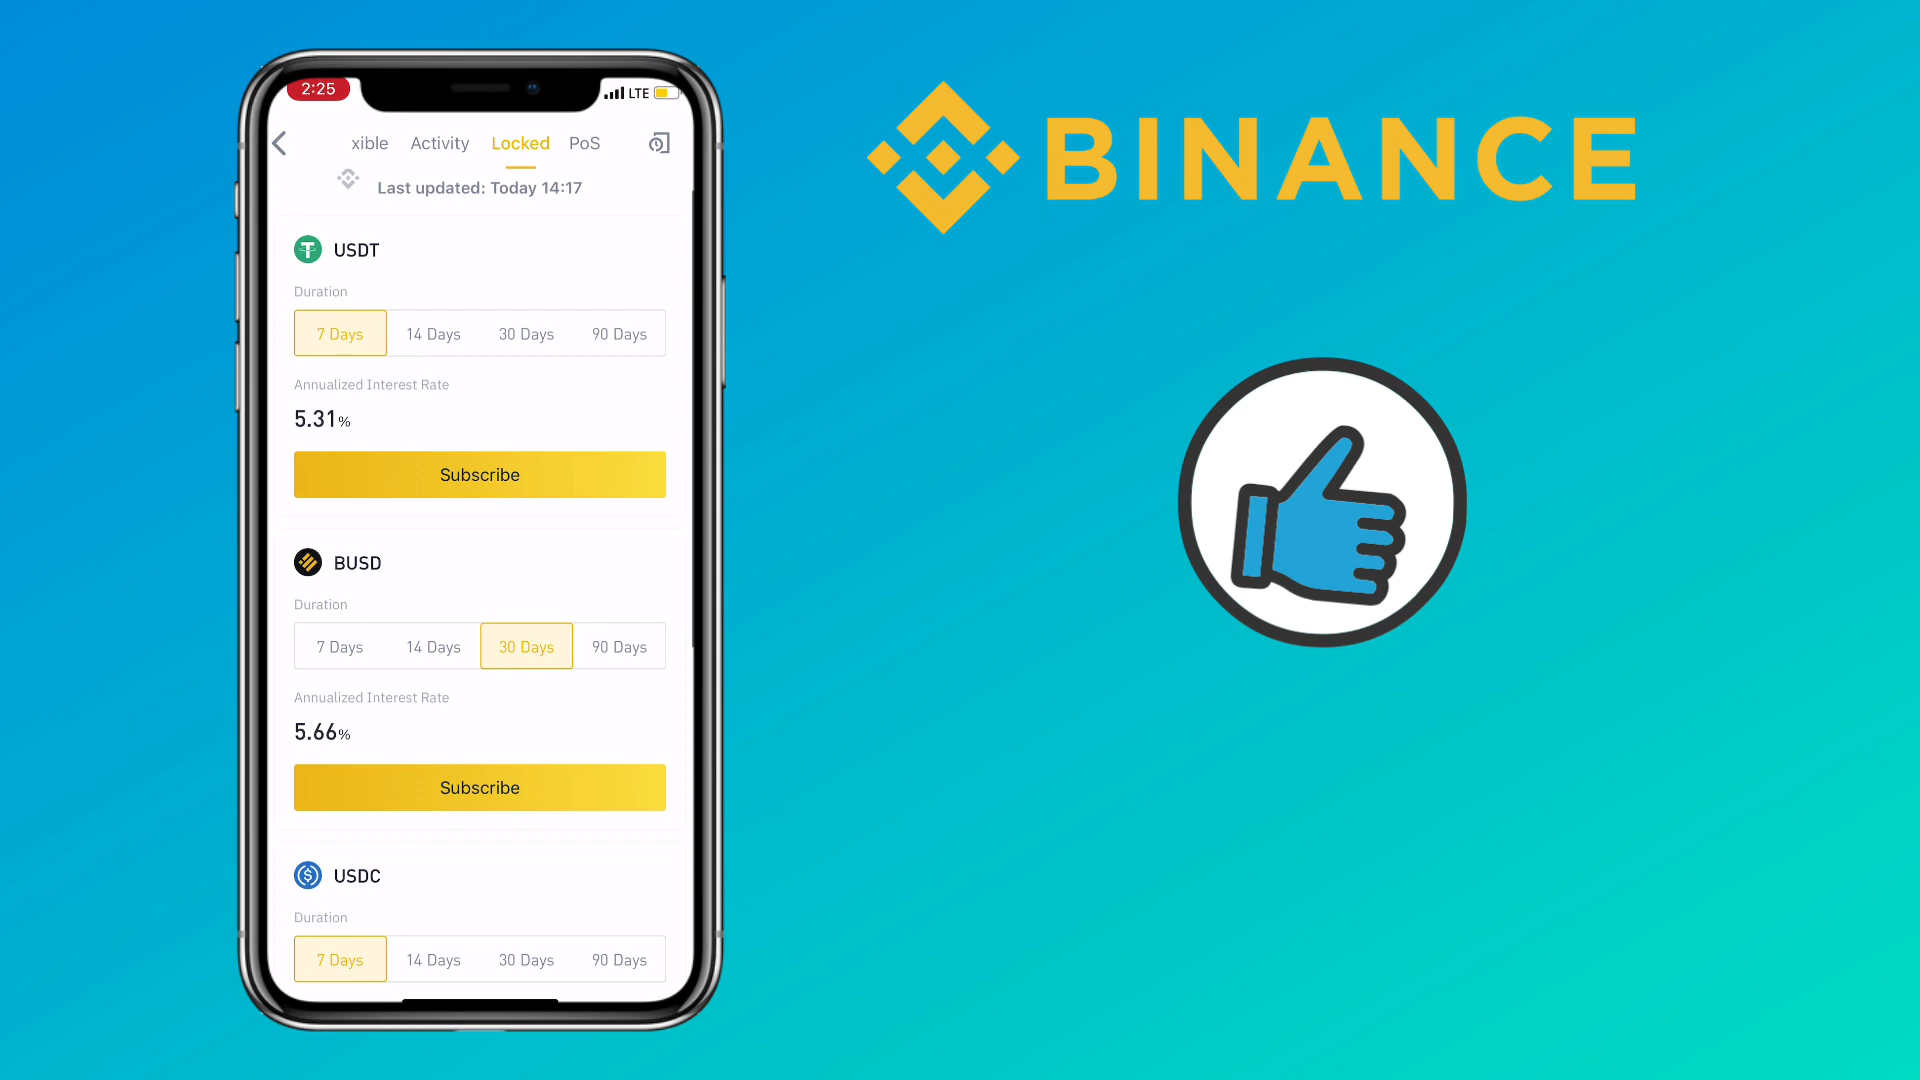 2:25
LTE
xible Activity Locked PoS
Last updated: Today 14:17
USDT
Duration
7 Days 14 Days 30 Days 90 Days
Annualized Interest Rate
5.31%
Subscribe
BUSD
Duration
7 Days 14 Days 30 Days 90 Days
Annualized Interest Rate
5.66%
Subscribe
USDC
Duration
7 Days 14 Days 30 Days 90 Days
BINANCE